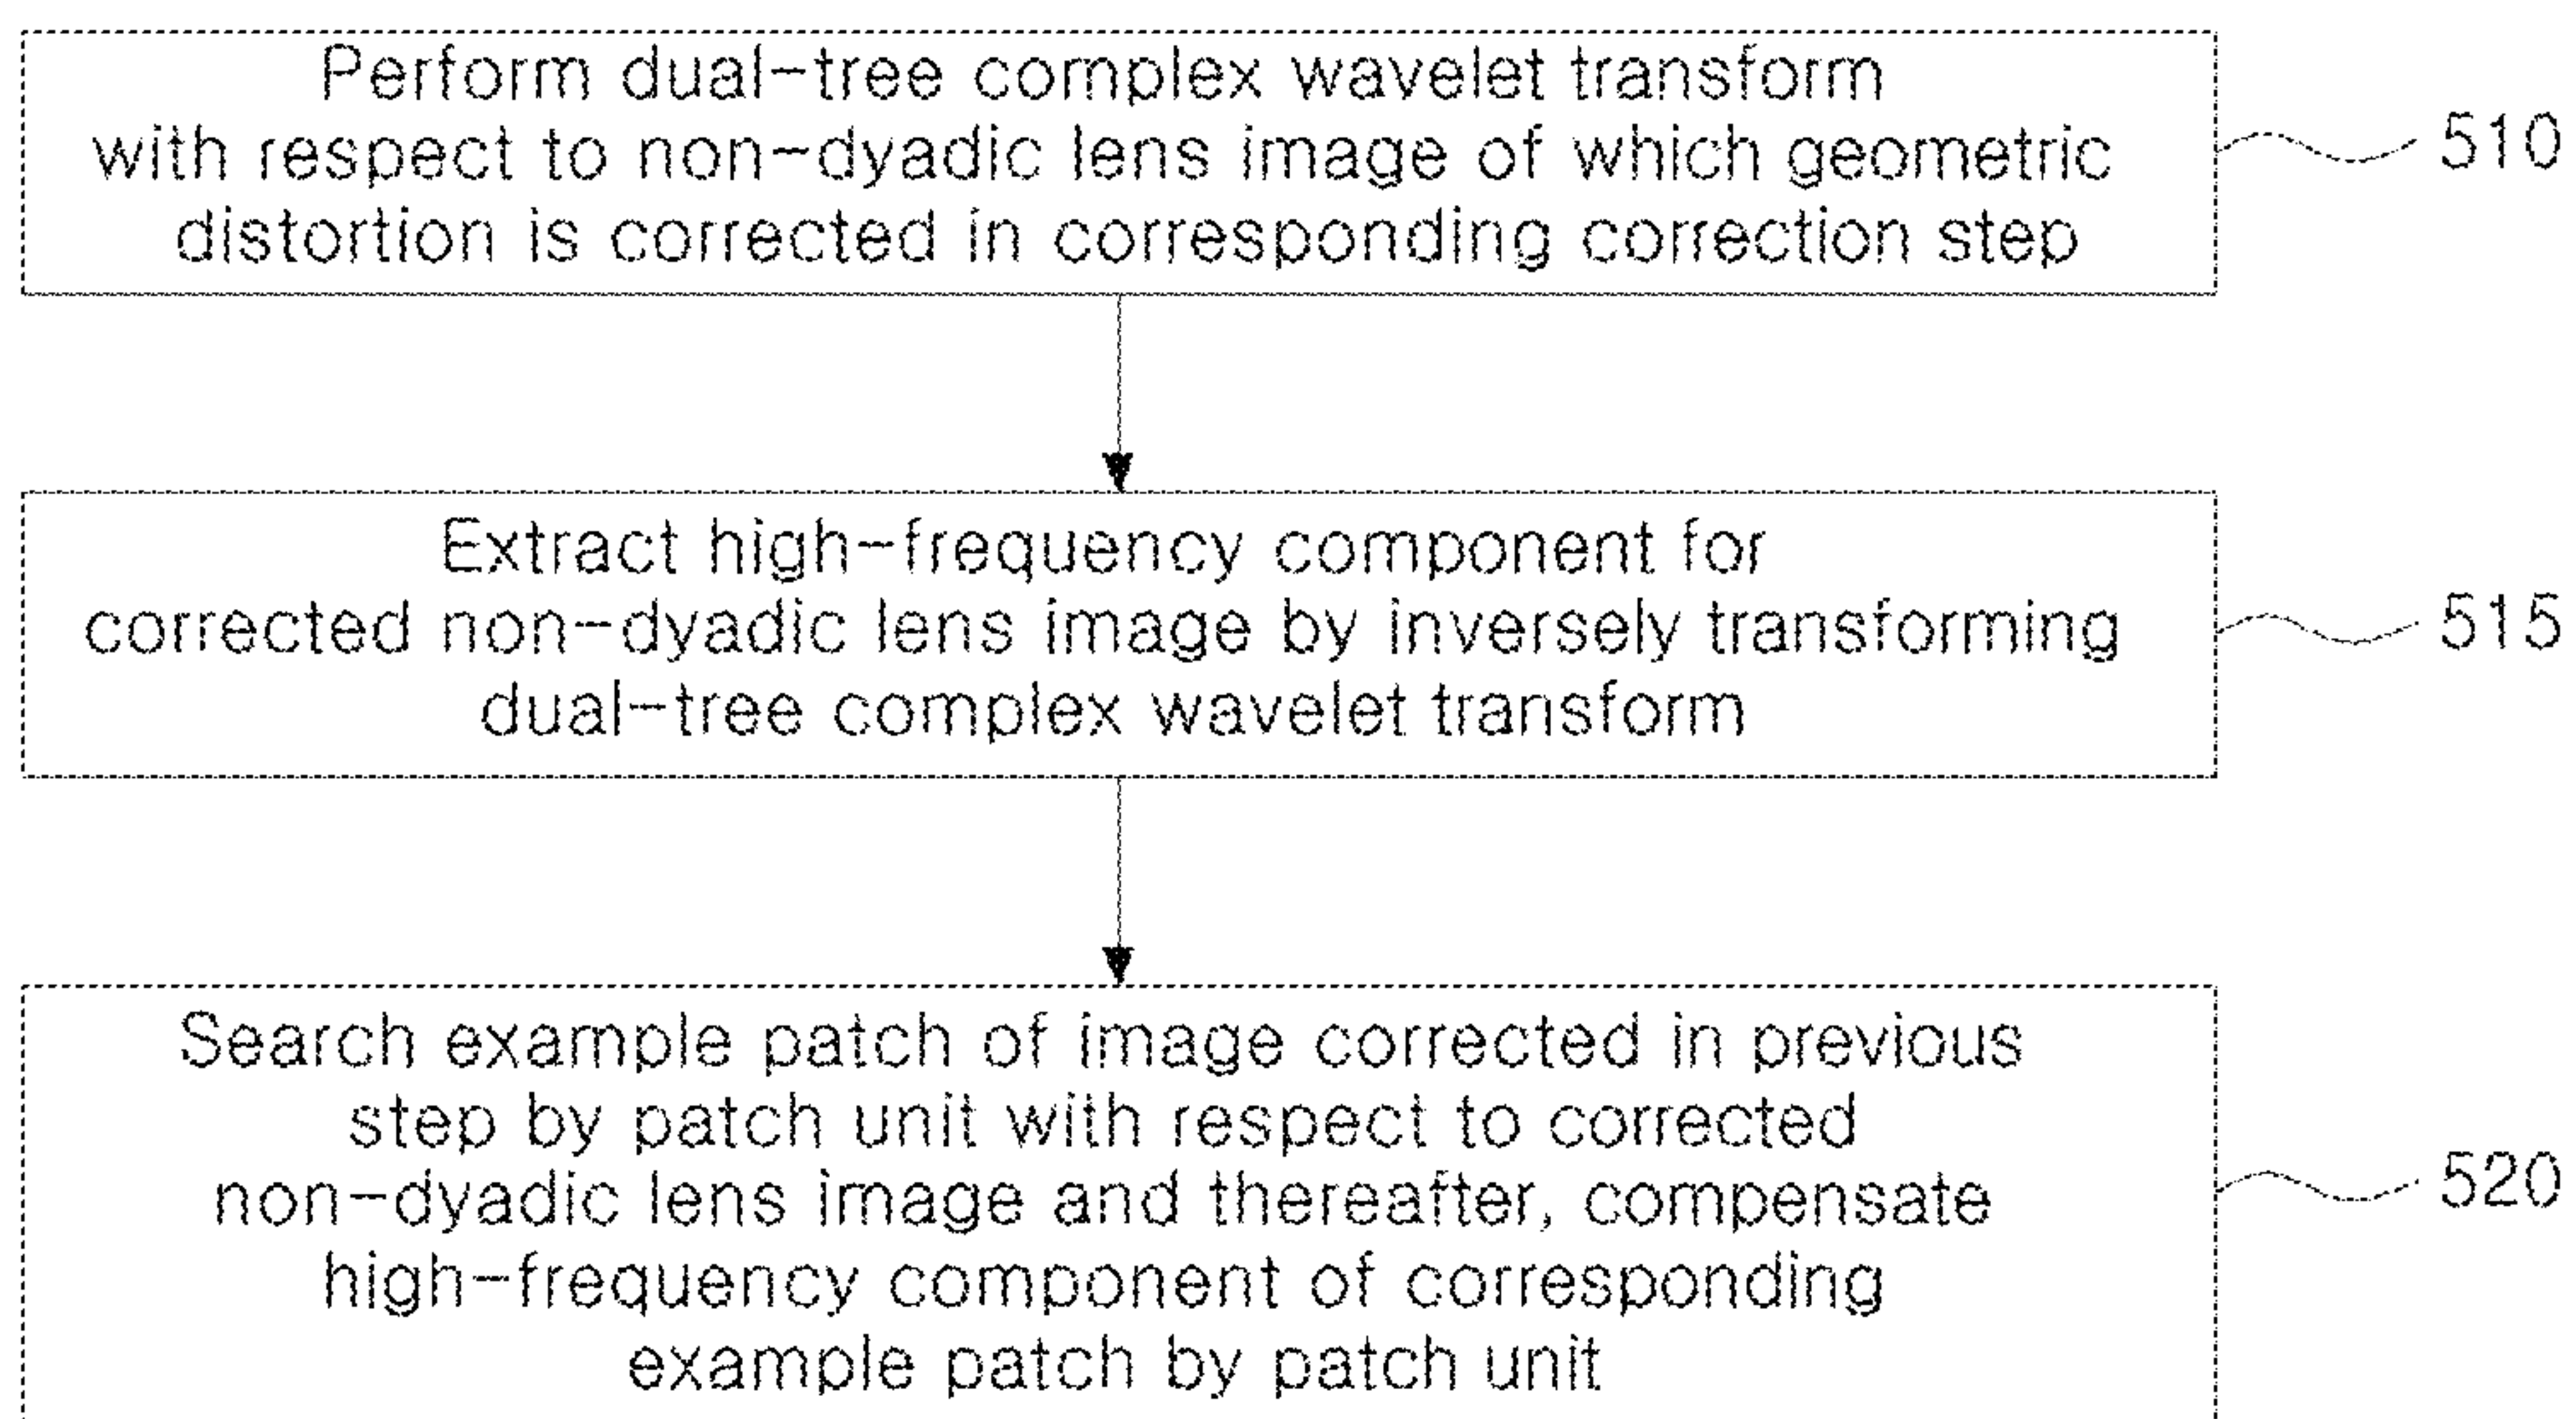 Perform dual-tree complex wavelet transform
with respect to non-dyadic lens image of which geometric
distortion is corrected in corresponding correction step
510
Extract high-frequency component for
corrected non-dyadic lens image by inversely transforming
dual-tree complex wavelet transform
515
Search example patch of image corrected in previous
step by patch unit with respect to corrected
non-dyadic lens image and thereafter, compensate
high-frequency component of corresponding
example patch by patch unit
520